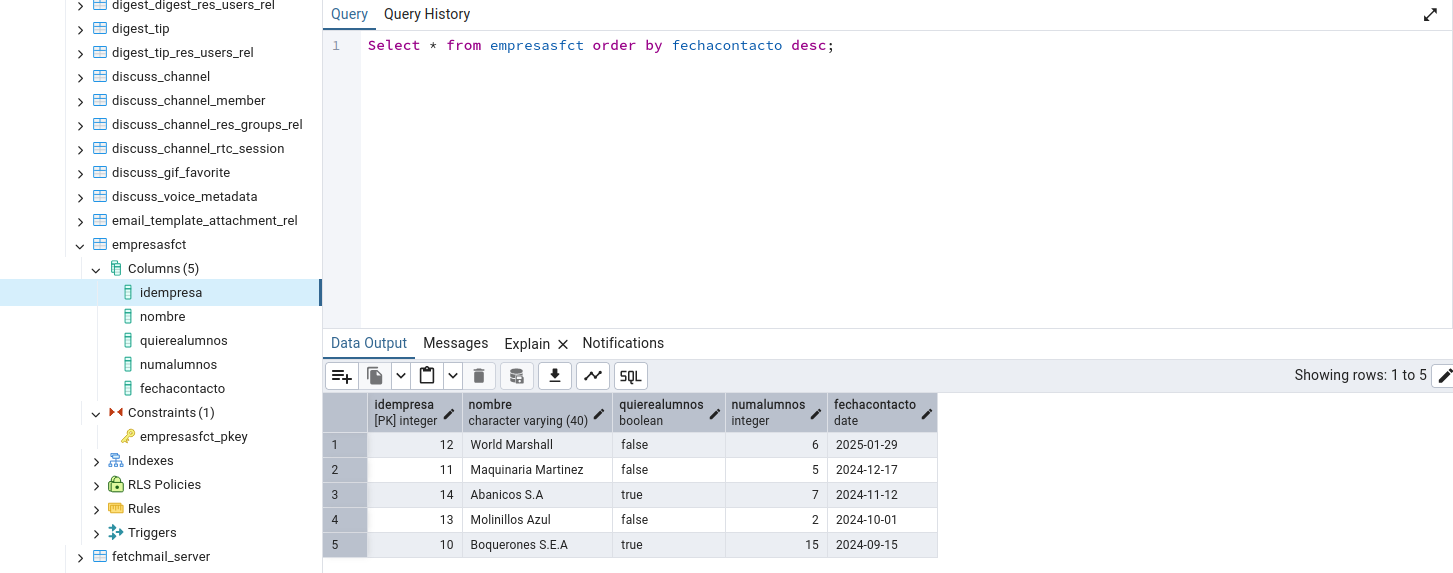 digest_digest_res_users_rel
digest_tip
digest_tip_res_users_rel
discuss_channel
discuss_channel_member
discuss_channel_res_groups_rel
discuss_channel_rtc_session
discuss_gif_favorite
discuss_voice_metadata
email_template_attachment_rel
empresasfct
Columns (5)
idempresa
nombre
quierealumnos
numalumnos
fechacontacto
Constraints (1)
empresasfct_pkey
Indexes
RLS Policies
Rules
Triggers
fetchmail_server
Query Query History
1 Select * from empresasfct order by fechacontacto desc;
Data Output Messages Explain Notifications
SQL Showing rows: 1 to 5
idempresa nombre quierealumnos numalumnos fechacontacto
[PK] integer character varying (40) boolean integer date
1 12 World Marshall false 6 2025-01-29
2 11 Maquinaria Martinez false 5 2024-12-17
3 14 Abanicos S.A true 7 2024-11-12
4 13 Molinillos Azul false 2 2024-10-01
5 10 Boquerones S.E.A true 15 2024-09-15